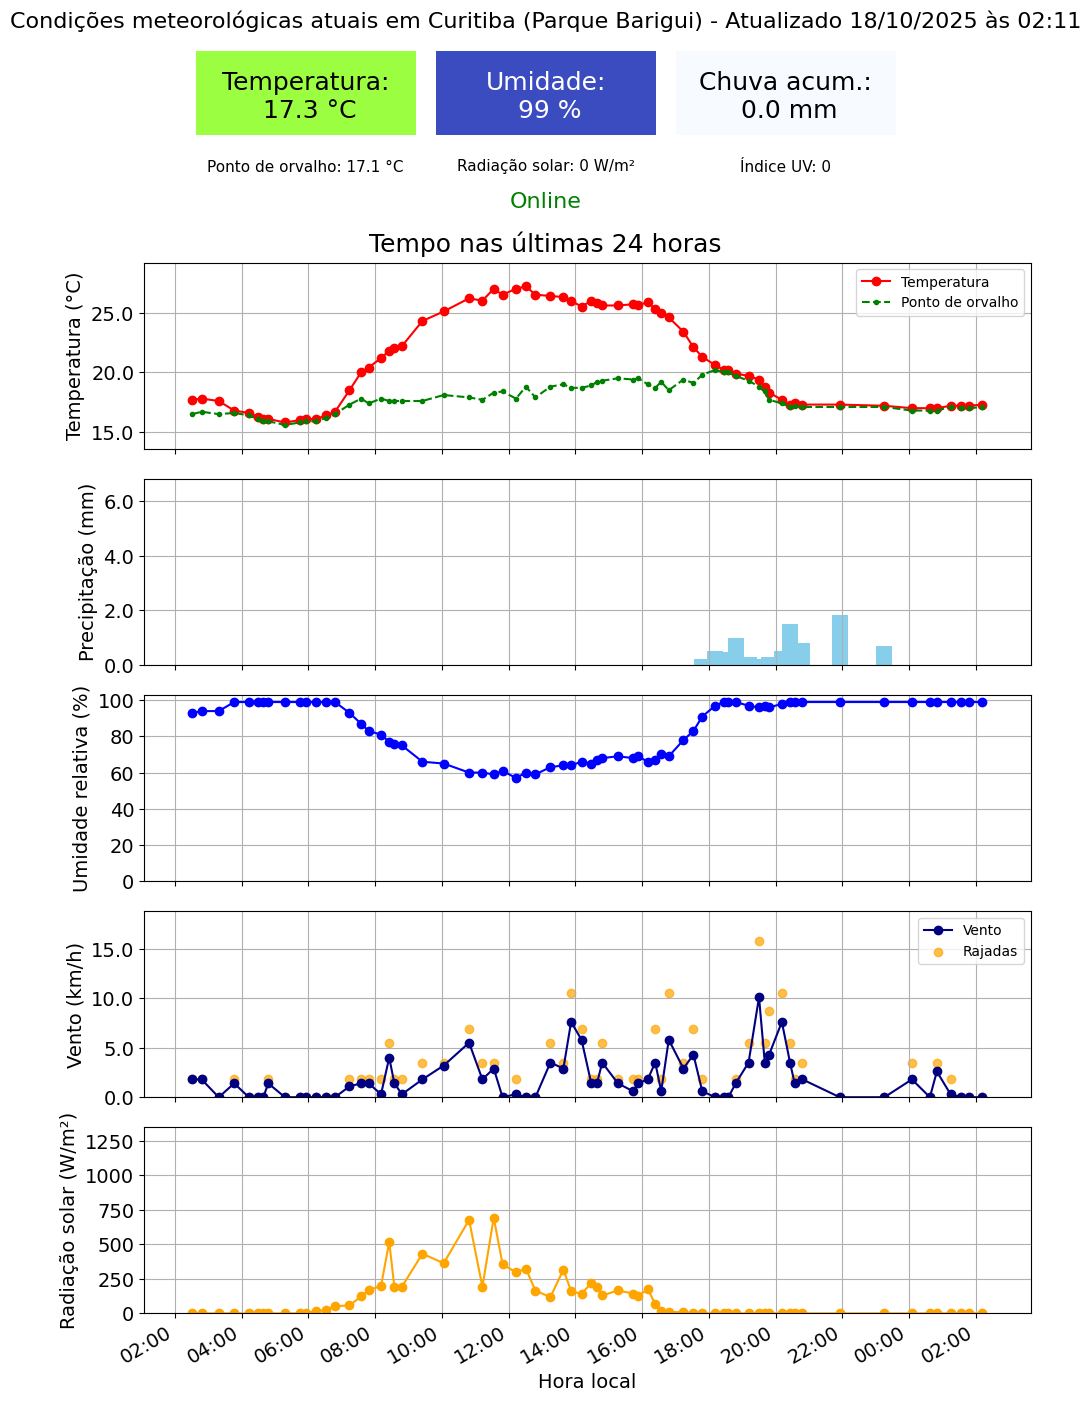 Condições meteorológicas atuais em Curitiba (Parque Barigui) - Atualizado 18/10/2025 às 02:11
Temperatura:
17.3 °C
Umidade:
99 %
Chuva acum.:
0.0 mm
Ponto de orvalho: 17.1 °C
Radiação solar: 0 W/m²
Índice UV: 0
Online
Tempo nas últimas 24 horas
Temperatura (°C)
25.0
20.0
15.0
Temperatura
Ponto de orvalho
Precipitação (mm)
6.0
4.0
2.0
0.0
Umidade relativa (%)
100
80
60
40
20
0
Vento (km/h)
15.0
10.0
5.0
0.0
Vento
Rajadas
Radiação solar (W/m²)
1250
1000
750
500
250
0
02:00
04:00
06:00
08:00
10:00
12:00
14:00
16:00
18:00
20:00
22:00
00:00
02:00
Hora local